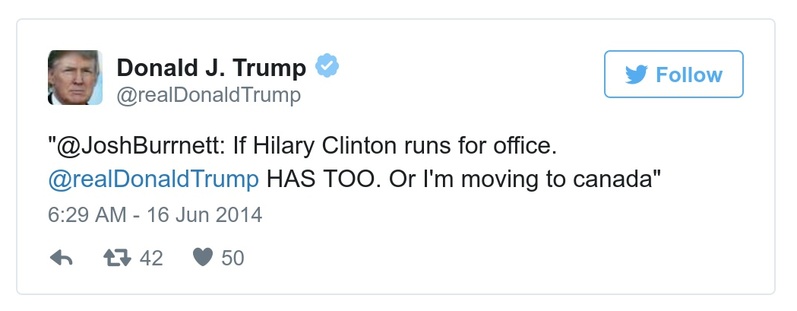 Donald J. Trump
@realDonaldTrump
Follow
"@JoshBurrnett: If Hilary Clinton runs for office.
@realDonaldTrump HAS TOO. Or I'm moving to canada"
6:29 AM - 16 Jun 2014
42 50